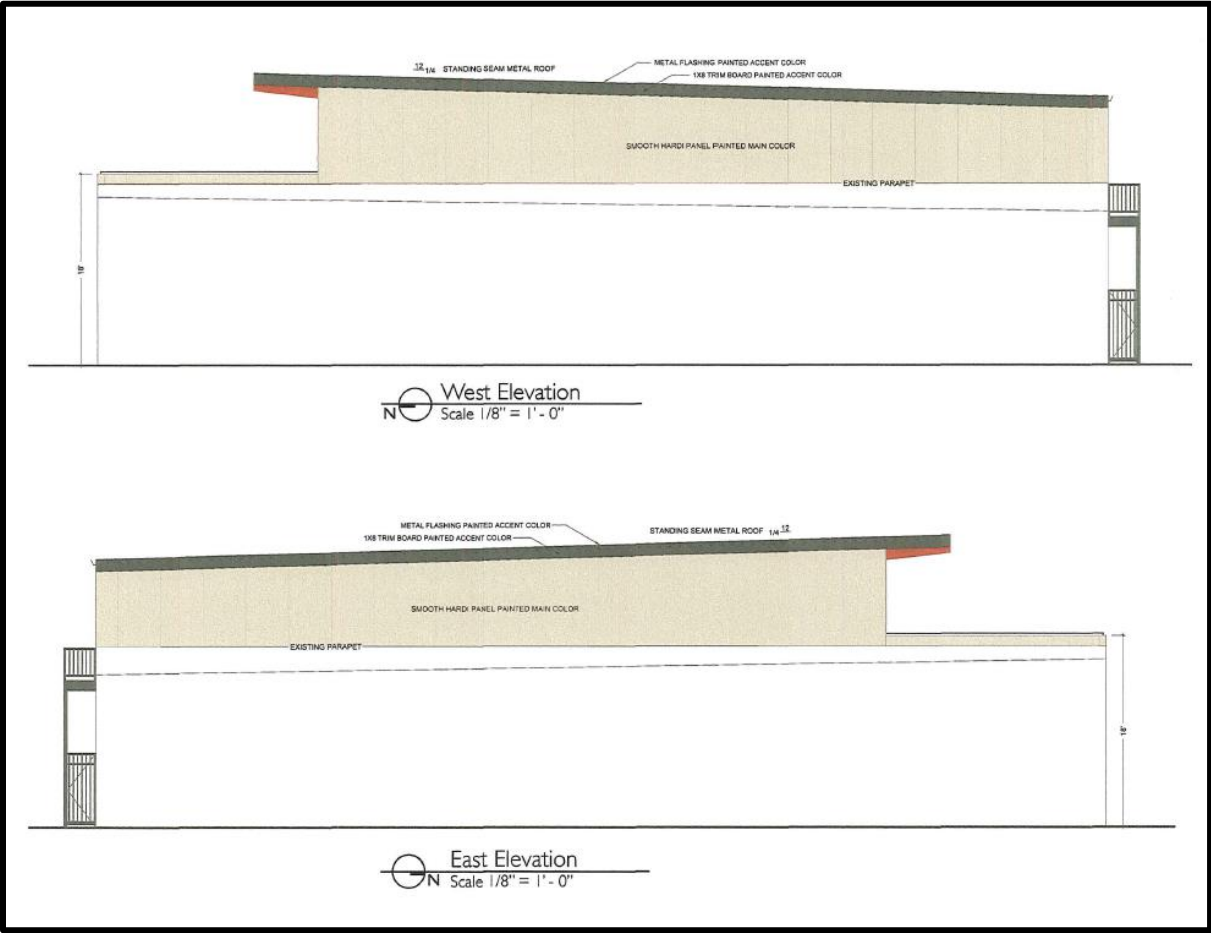 METAL FLASHING PAINTED ACCENT COLOR
12
1/4 STANDING SEAM METAL ROOF
1X8 TRIM BOARD PAINTED ACCENT COLOR
SMOOTH HARDI PANEL PAINTED MAIN COLOR
EXISTING PARAPET
West Elevation
N
Scale 1/8" = 1' - 0"
METAL FLASHING PAINTED ACCENT COLOR
STANDING SEAM METAL ROOF 1/4 12
1X8 TRIM BOARD PAINTED ACCENT COLOR
SMOOTH HARDI PANEL PAINTED MAIN COLOR
EXISTING PARAPET
East Elevation
N
Scale 1/8" = 1' - 0"